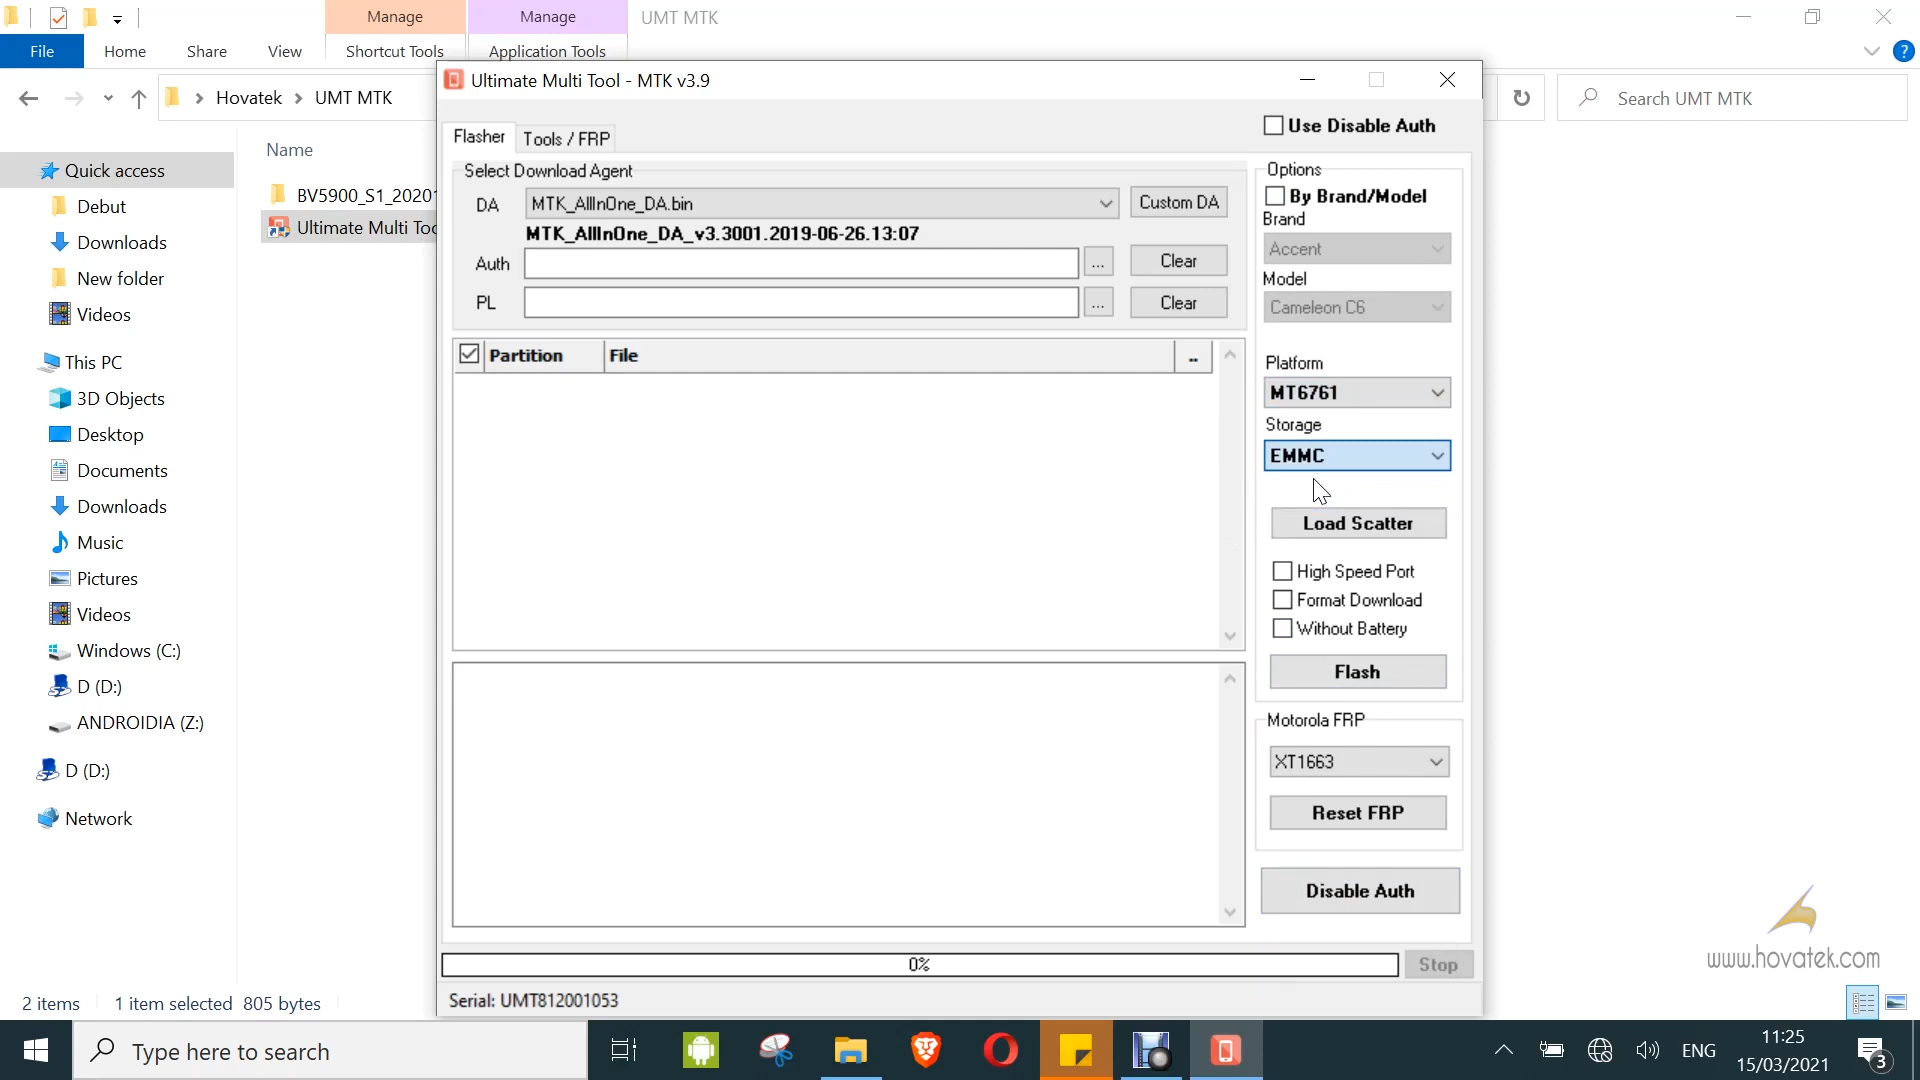 Manage
Manage
UMT MTK
File
Home
Share
View
Shortcut Tools
Application Tools
Hovatek
UMT MTK
Search UMT MTK
Quick access
Debut
Downloads
New folder
Videos
This PC
3D Objects
Desktop
Documents
Downloads
Music
Pictures
Videos
Windows (C:)
D (D:)
ANDROIDIA (Z:)
D (D:)
Network
Name
BV5900_S1_2020
Ultimate Multi Too
Ultimate Multi Tool - MTK v3.9
Flasher
Tools / FRP
Use Disable Auth
Select Download Agent
DA
MTK_AllInOne_DA.bin
Custom DA
MTK_AllInOne_DA_v3.3001.2019-06-26.13:07
Auth
...
Clear
PL
...
Clear
Partition
File
..
Options
By Brand/Model
Brand
Accent
Model
Cameleon C6
Platform
MT6761
Storage
EMMC
Load Scatter
High Speed Port
Format Download
Without Battery
Flash
Motorola FRP
XT1663
Reset FRP
Disable Auth
0%
Stop
Serial: UMT812001053
www.hovatek.com
2 items
1 item selected 805 bytes
Type here to search
ENG
11:25
15/03/2021
3